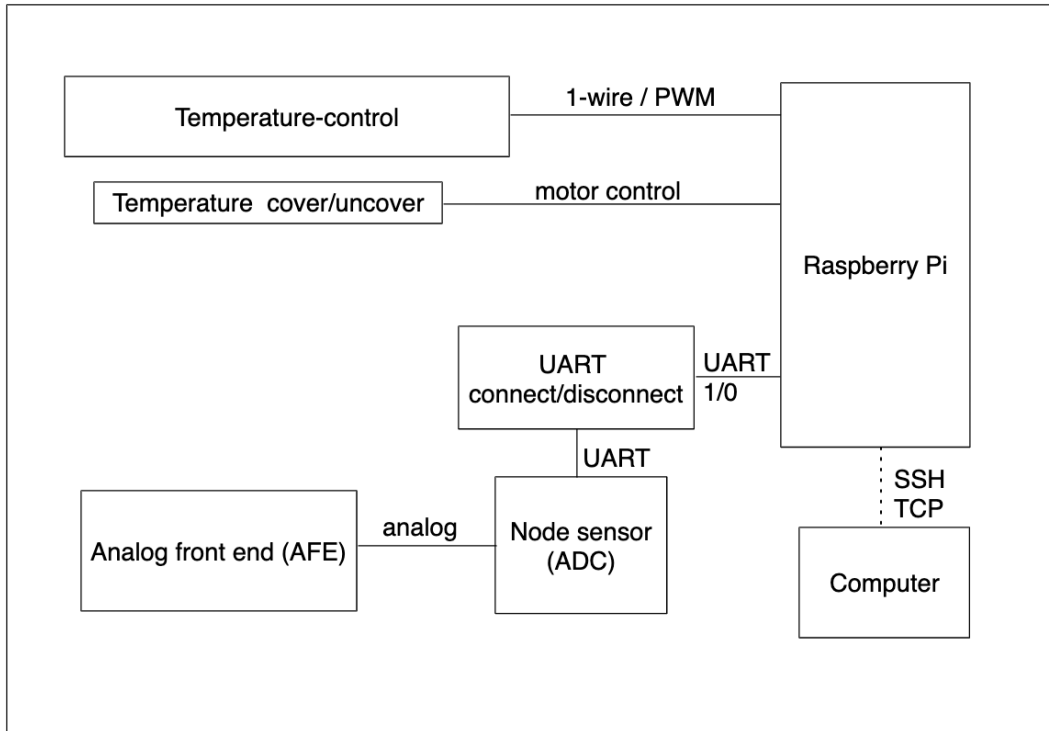 1-wire / PWM
Temperature-control
motor control
Temperature cover/uncover
Raspberry Pi
UART
connect/disconnect
UART
1/0
UART
SSH
TCP
analog
Analog front end (AFE)
Node sensor
(ADC)
Computer